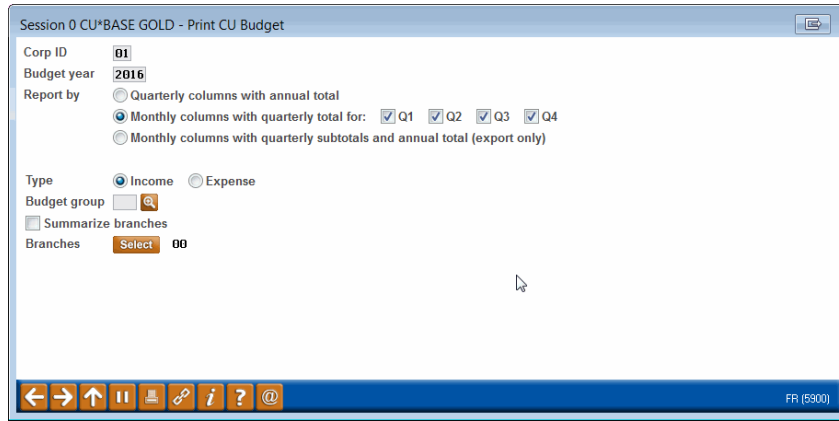 Session 0 CU*BASE GOLD - Print CU Budget
Corp ID 01
Budget year 2016
Report by Quarterly columns with annual total
Monthly columns with quarterly total for: Q1 Q2 Q3 Q4
Monthly columns with quarterly subtotals and annual total (export only)
Type Income Expense
Budget group
Summarize branches
Branches Select 00
i ? @ FR (5900)